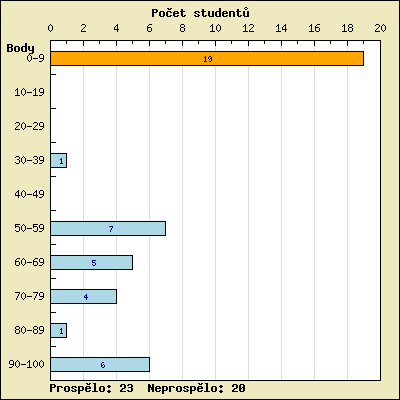 Počet studentů
0 2 4 6 8 10 12 14 16 18 20
Body
0-9 19
10-19
20-29
30-39 1
40-49
50-59 7
60-69 5
70-79 4
80-89 1
90-100 6
Prospělo: 23 Neprospělo: 20